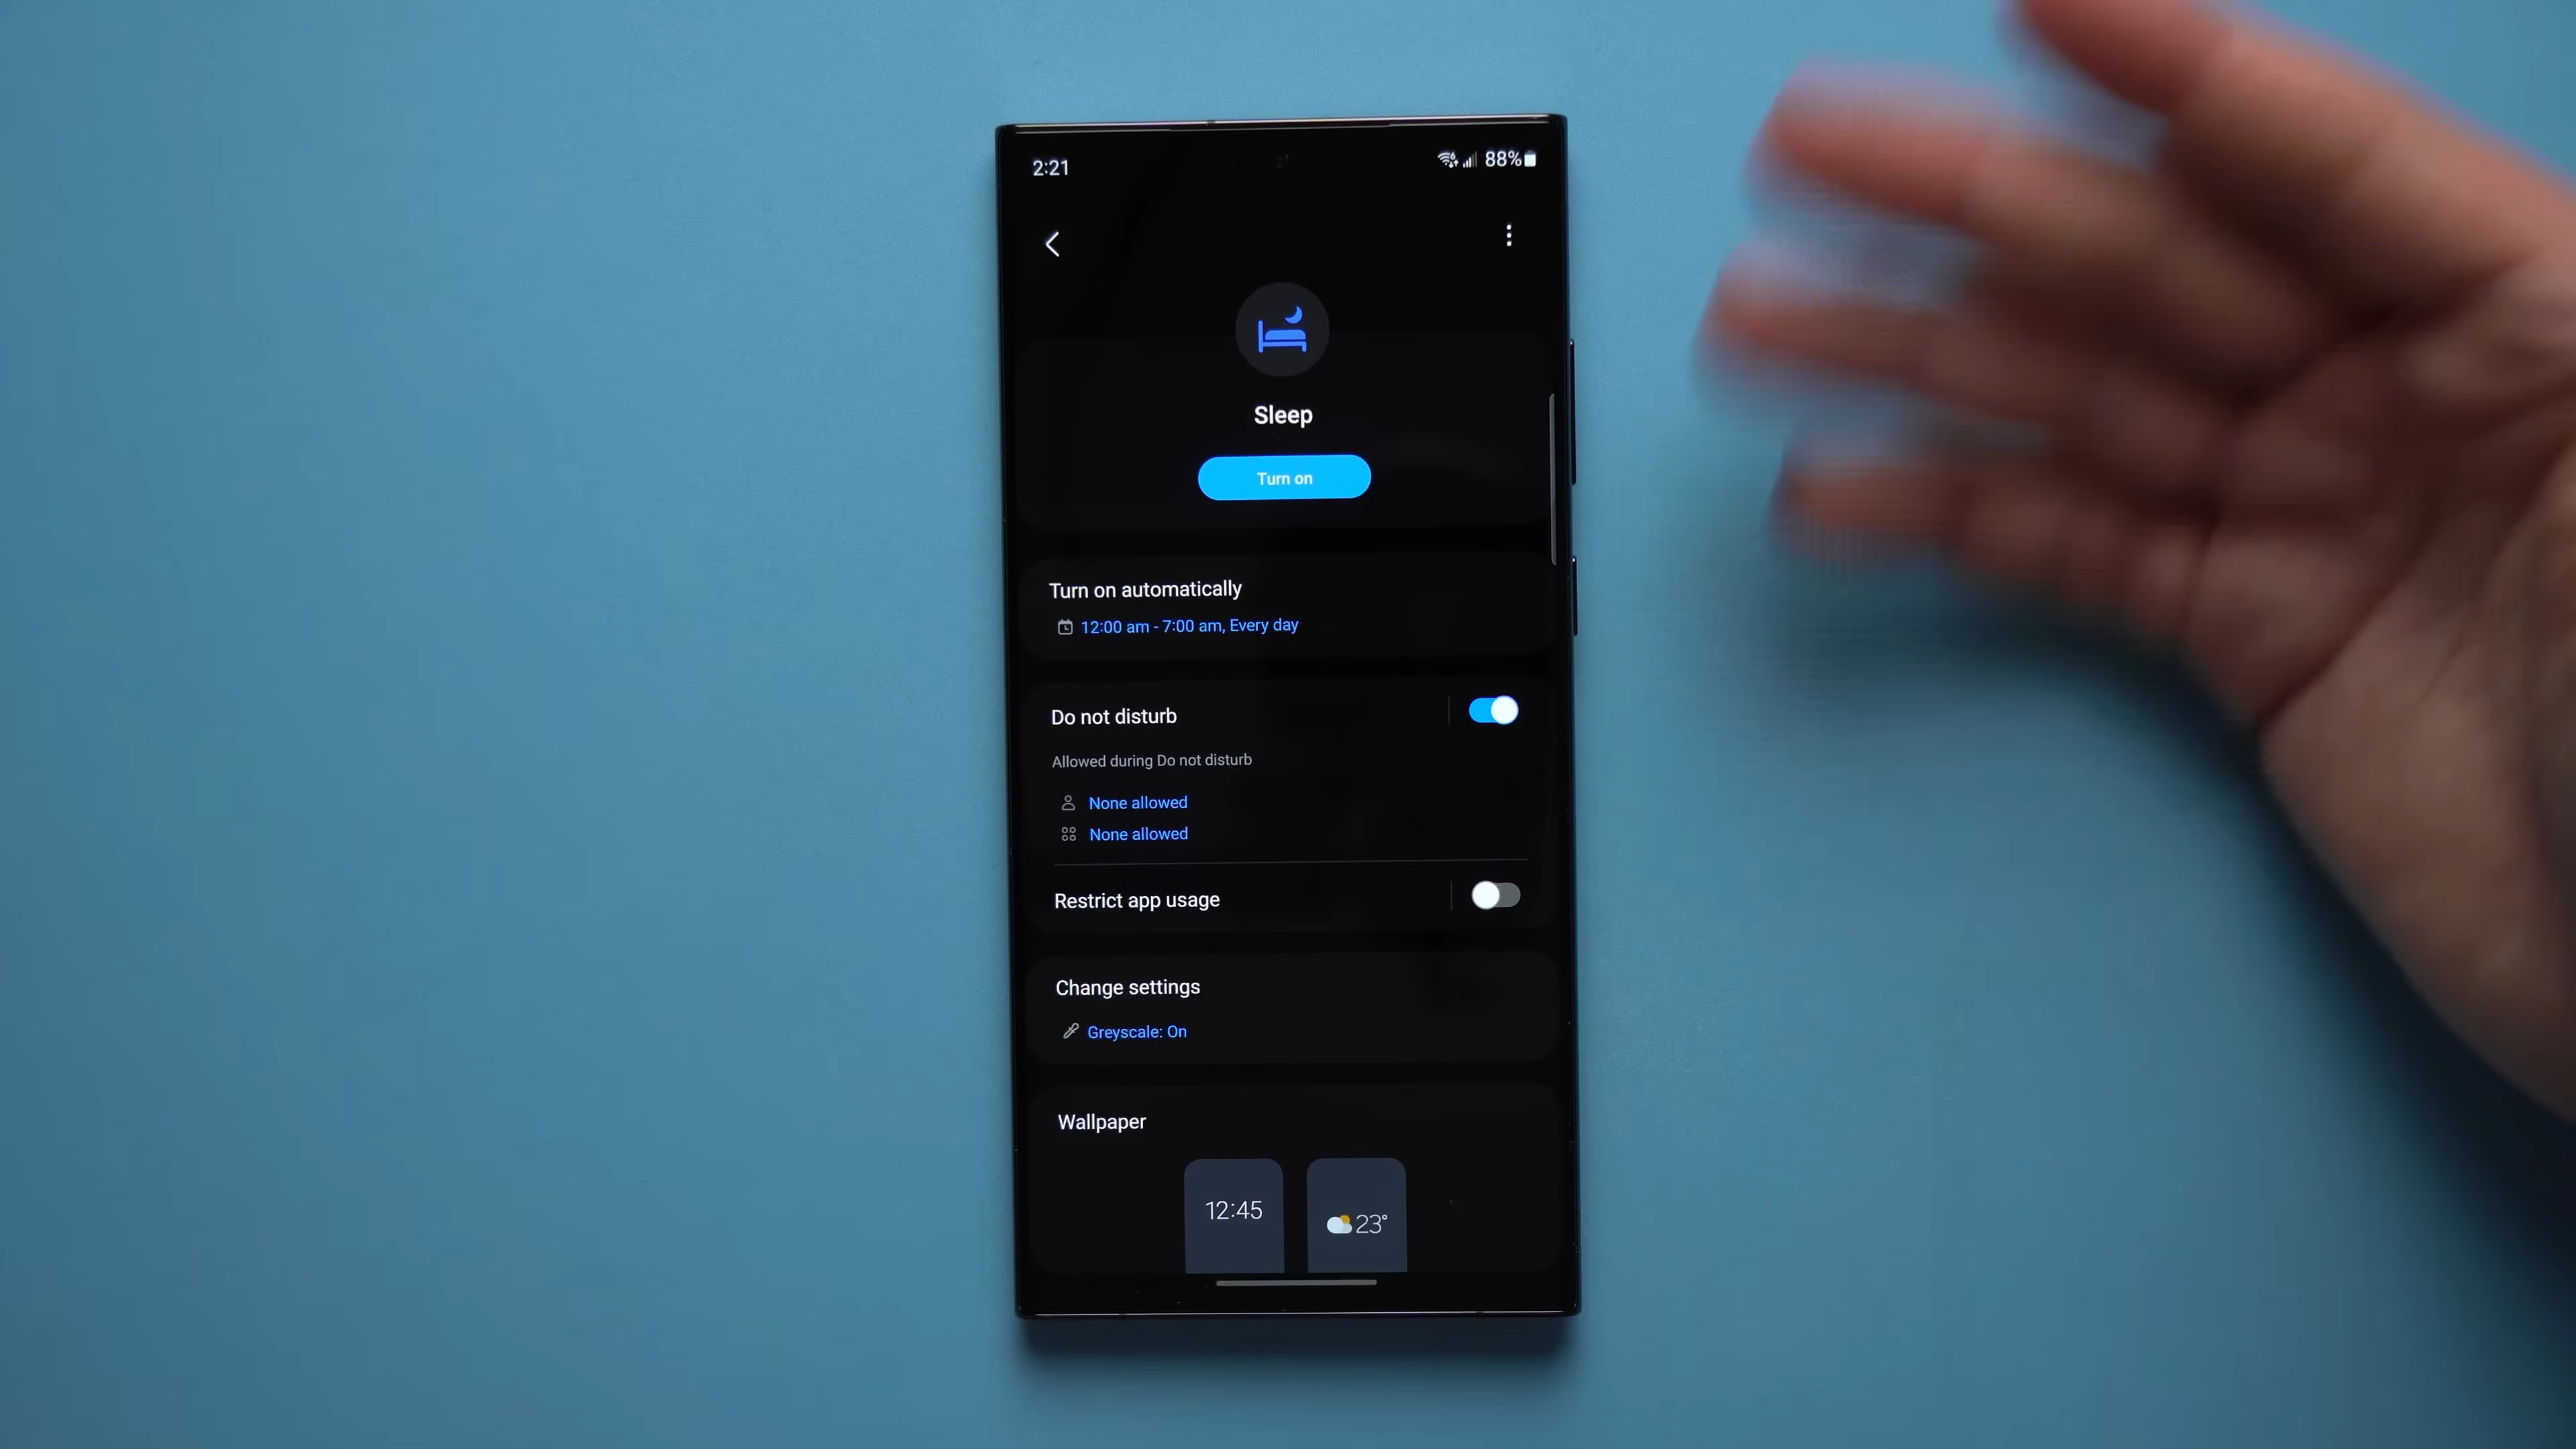 2:21
88%
Sleep
Turn on
Turn on automatically
12:00 am - 7:00 am, Every day
Do not disturb
Allowed during Do not disturb
None allowed
None allowed
Restrict app usage
Change settings
Greyscale: On
Wallpaper
12:45
23°